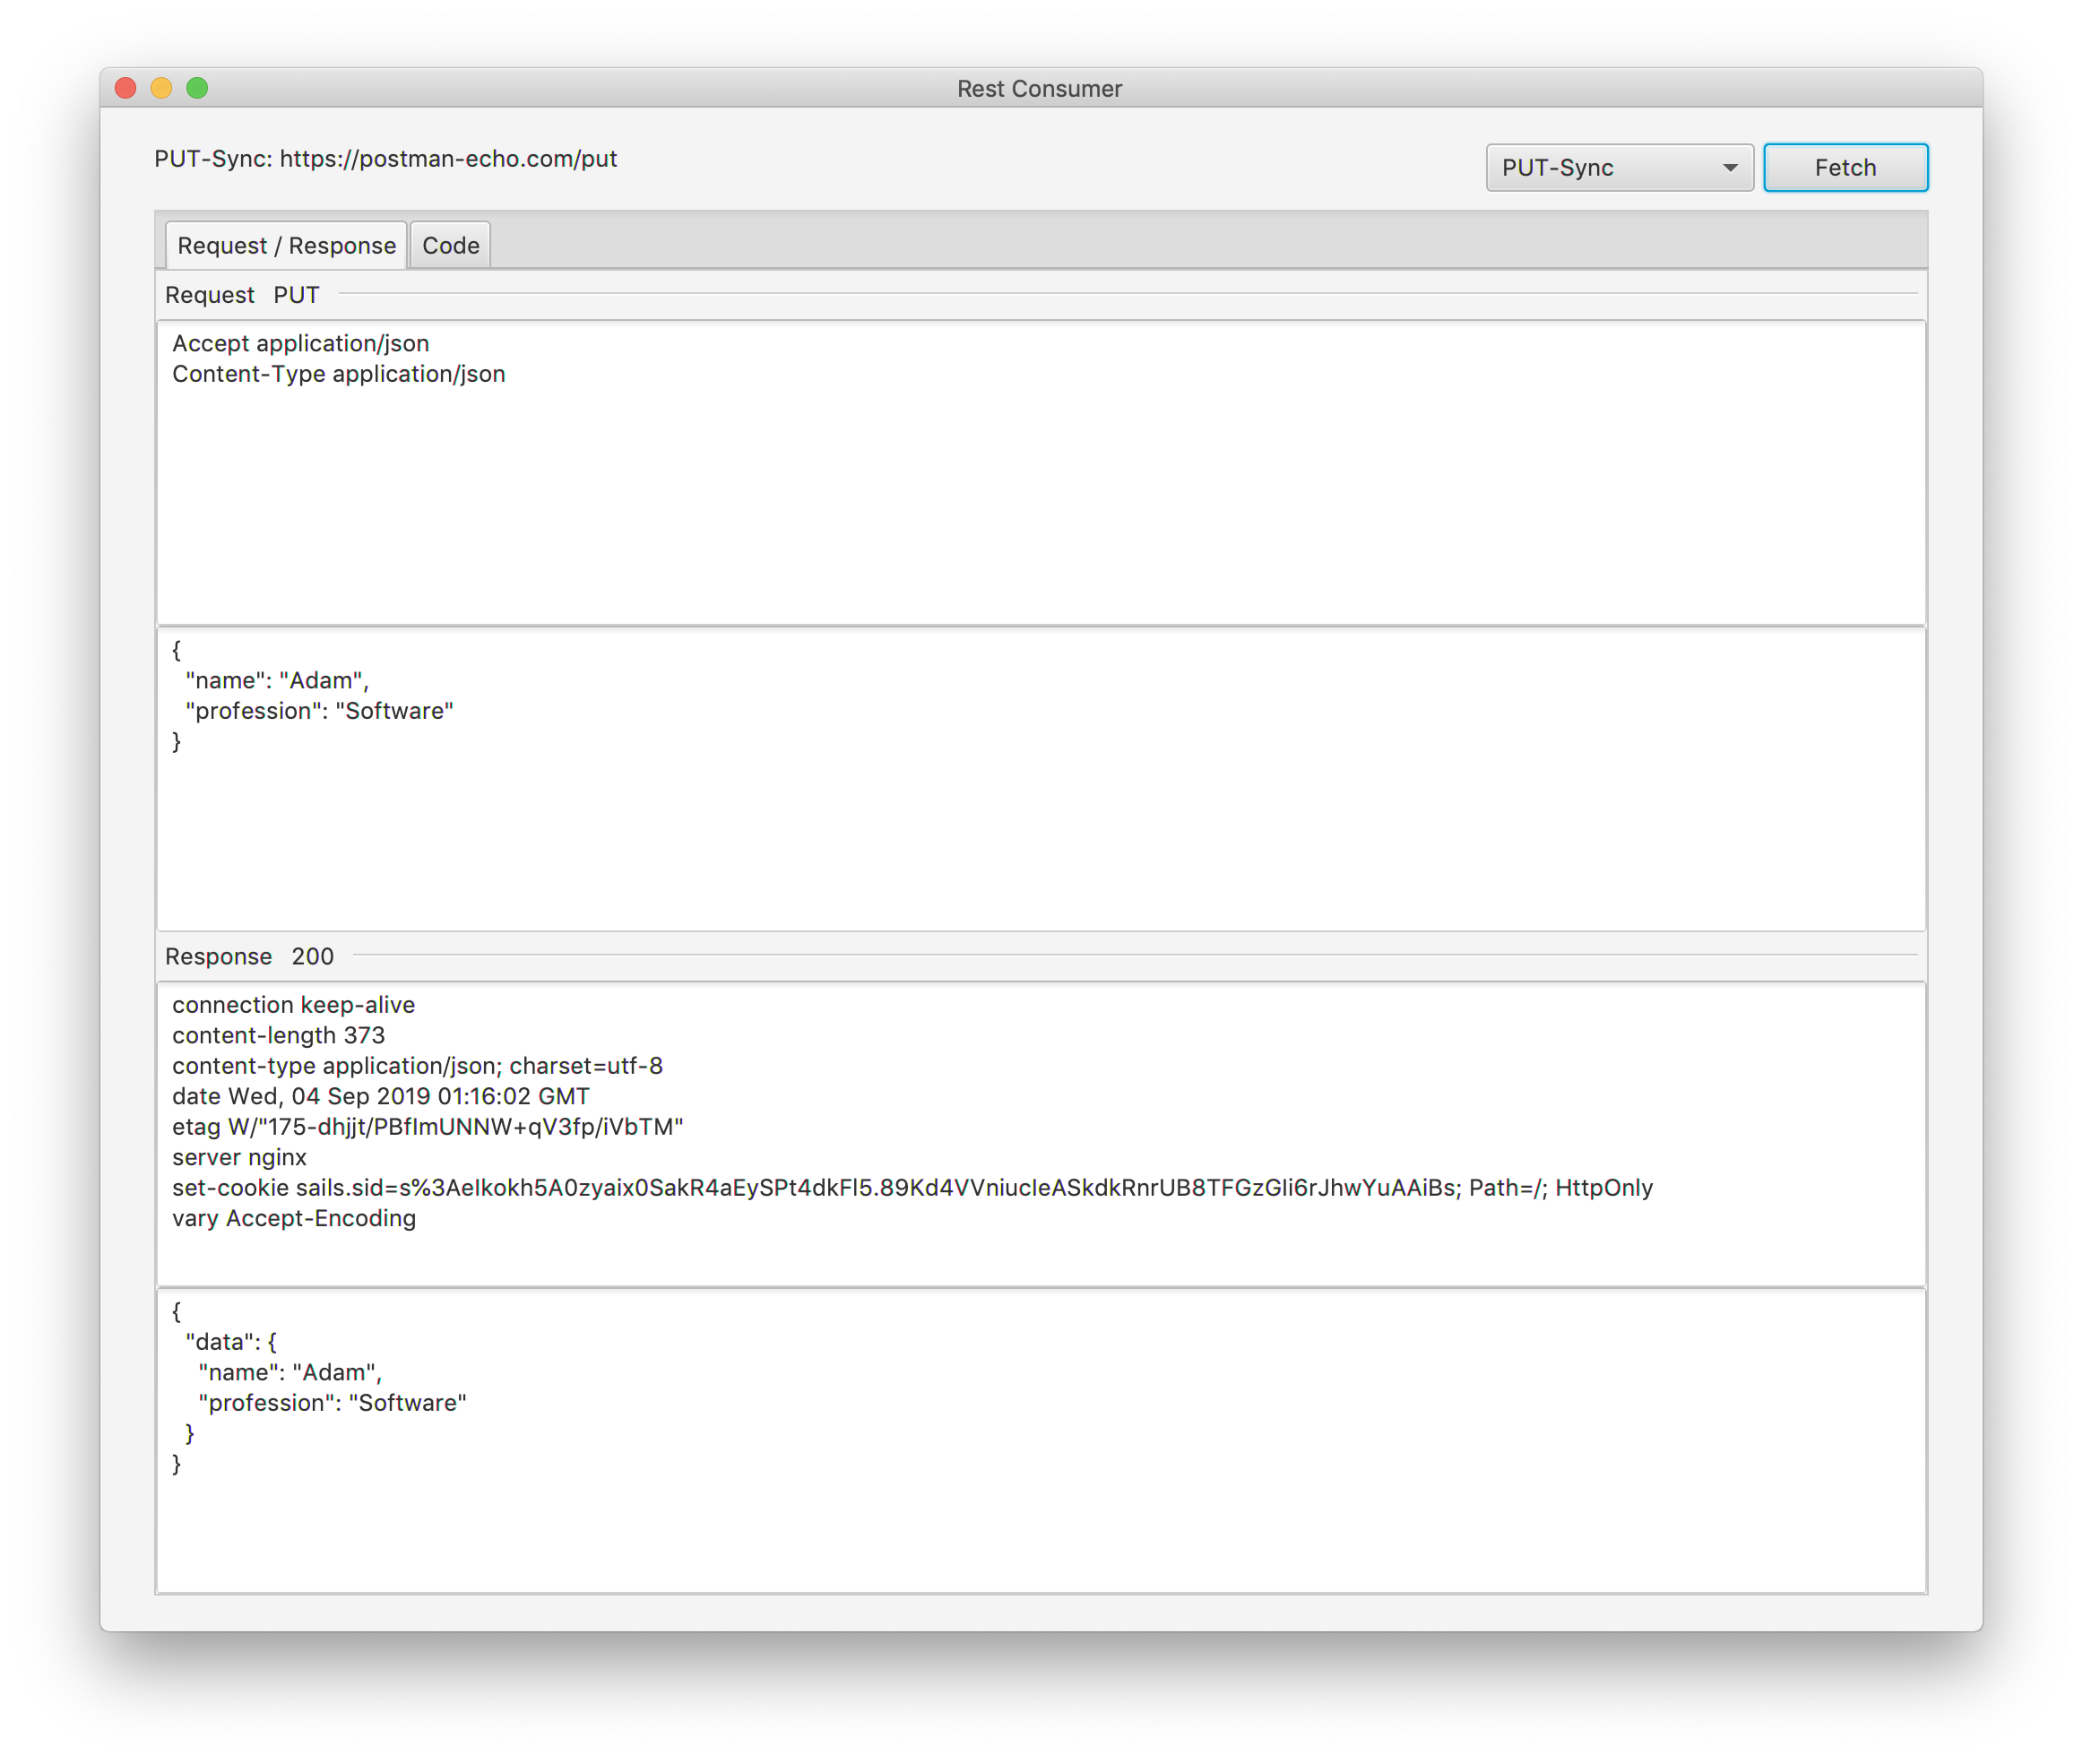 Rest Consumer
PUT-Sync: https://postman-echo.com/put
PUT-Sync
Fetch
Request / Response
Code
Request PUT
Accept application/json
Content-Type application/json
{
"name": "Adam",
"profession": "Software"
}
Response 200
connection keep-alive
content-length 373
content-type application/json; charset=utf-8
date Wed, 04 Sep 2019 01:16:02 GMT
etag W/"175-dhjjt/PBfImUNNW+qV3fp/iVbTM"
server nginx
set-cookie sails.sid=s%3AeIkokh5A0zyaix0SakR4aEySPt4dkFl5.89Kd4VVniucIeASkdkRnrUB8TFGzGli6rJhwYuAAiBs; Path=/; HttpOnly
vary Accept-Encoding
{
"data": {
"name": "Adam",
"profession": "Software"
}
}